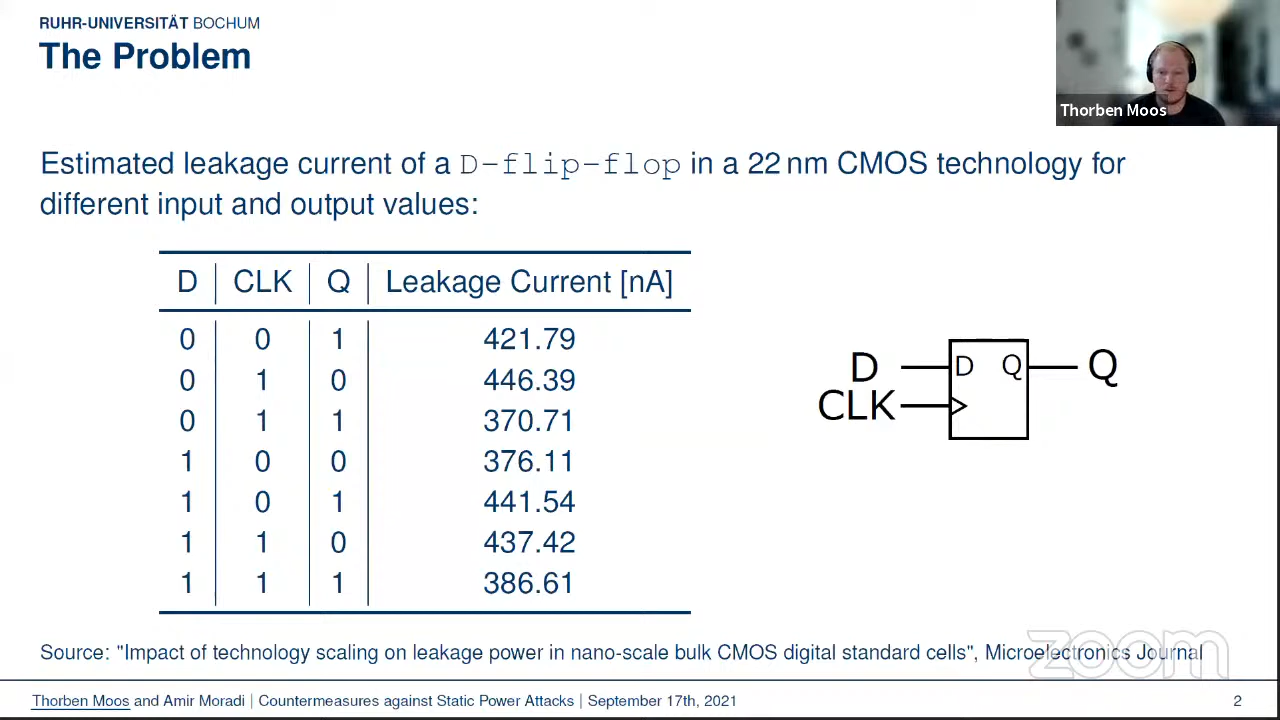 RUHR-UNIVERSITÄT BOCHUM
The Problem
Thorben Moos
Estimated leakage current of a D-flip-flop in a 22 nm CMOS technology for
different input and output values:
D CLK Q Leakage Current [nA]
0 0 1 421.79
0 1 0 446.39
0 1 1 370.71
1 0 0 376.11
1 0 1 441.54
1 1 0 437.42
1 1 1 386.61
D D Q Q
CLK
Source: "Impact of technology scaling on leakage power in nano-scale bulk CMOS digital standard cells", Microelectronics Journal
zoom
Thorben Moos and Amir Moradi | Countermeasures against Static Power Attacks | September 17th, 2021 2